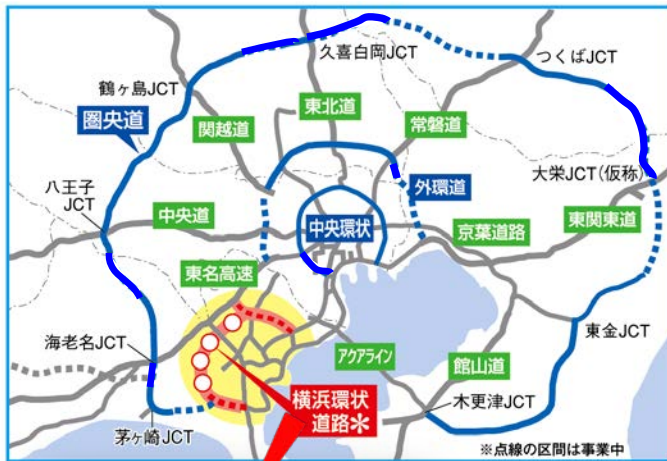 久喜白岡JCT
つくばJCT
鶴ヶ島JCT
東北道
常磐道
関越道
圏央道
大栄JCT(仮称)
外環道
八王子
JCT
中央道
中央環状
京葉道路
東関東道
東名高速
海老名JCT
アクアライン
館山道
東金JCT
横浜環状
道路＊
木更津JCT
茅ヶ崎JCT
※点線の区間は事業中